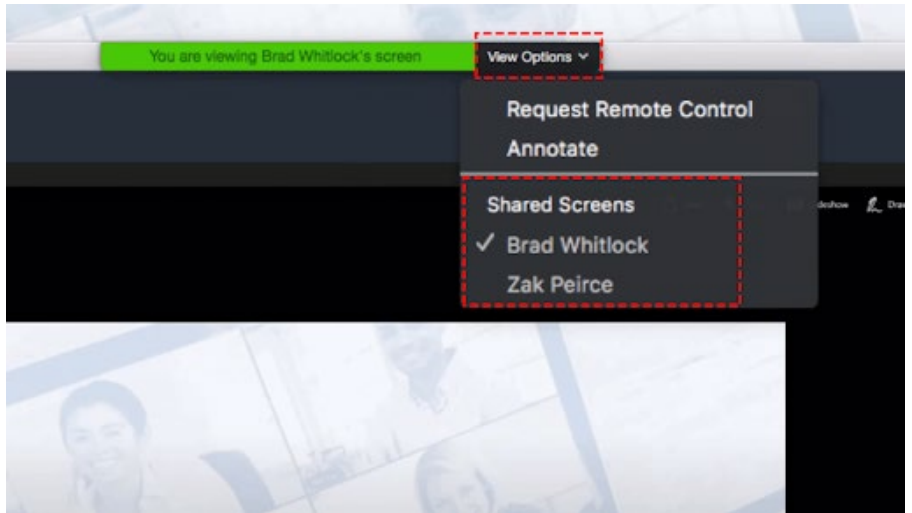 You are viewing Brad Whitlock's screen
View Options
Request Remote Control
Annotate
Shared Screens
Brad Whitlock
Zak Peirce